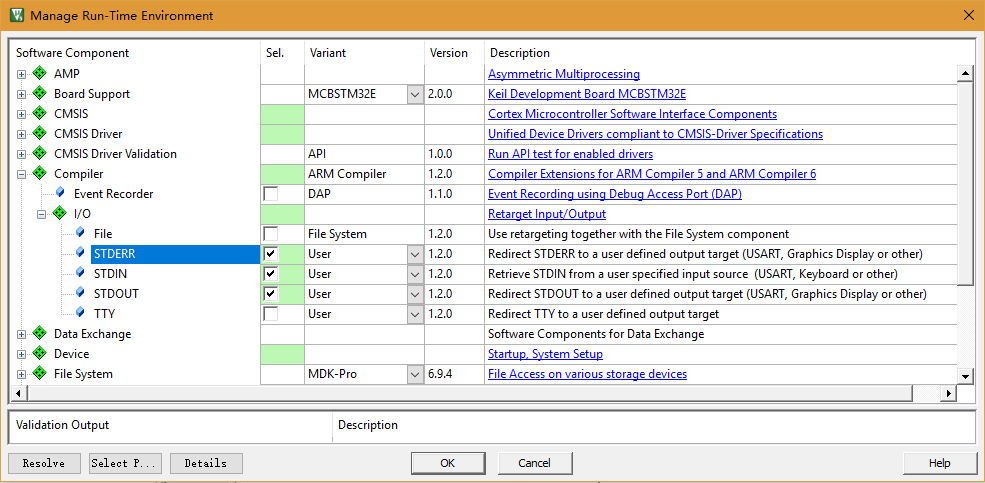 Manage Run-Time Environment
Software Component Sel. Variant Version Description
AMP Asymmetric Multiprocessing
Board Support MCBSTM32E 2.0.0 Keil Development Board MCBSTM32E
CMSIS Cortex Microcontroller Software Interface Components
CMSIS Driver Unified Device Drivers compliant to CMSIS-Driver Specifications
CMSIS Driver Validation API 1.0.0 Run API test for enabled drivers
Compiler ARM Compiler 1.2.0 Compiler Extensions for ARM Compiler 5 and ARM Compiler 6
Event Recorder DAP 1.1.0 Event Recording using Debug Access Port (DAP)
I/O Retarget Input/Output
File File System 1.2.0 Use retargeting together with the File System component
STDERR User 1.2.0 Redirect STDERR to a user defined output target (USART, Graphics Display or other)
STDIN User 1.2.0 Retrieve STDIN from a user specified input source (USART, Keyboard or other)
STDOUT User 1.2.0 Redirect STDOUT to a user defined output target (USART, Graphics Display or other)
TTY User 1.2.0 Redirect TTY to a user defined output target
Data Exchange Software Components for Data Exchange
Device Startup, System Setup
File System MDK-Pro 6.9.4 File Access on various storage devices
Validation Output Description
Resolve Select P... Details OK Cancel Help